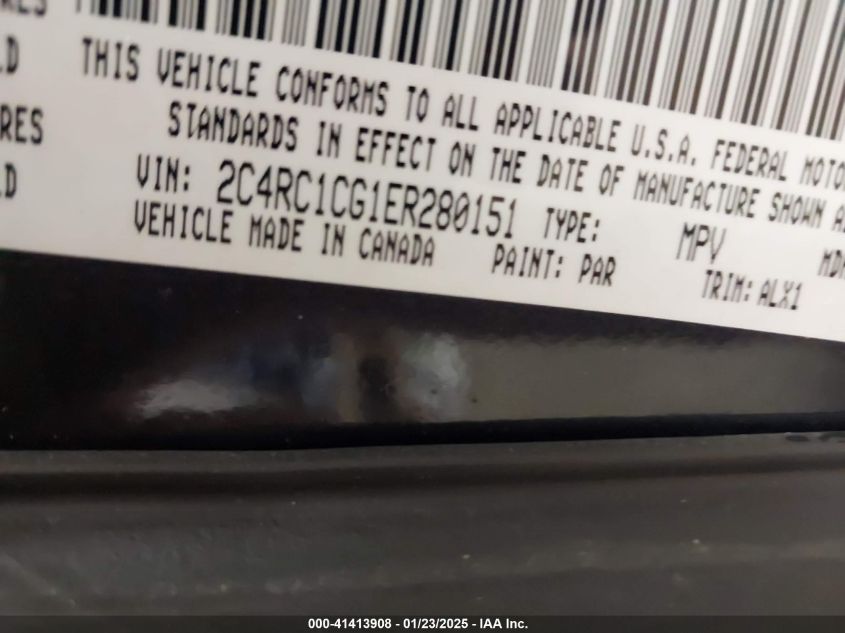 THIS VEHICLE CONFORMS TO ALL APPLICABLE U.S.A. FEDERAL
STANDARDS IN EFFECT ON THE DATE OF MANUFACTURE SHOWN
RES
VIN: 2C4RC1CG1ER280151 TYPE: MPV
VEHICLE MADE IN CANADA PAINT: PAR TRIM: ALX1
000-41413908 - 01/23/2025 - IAA Inc.